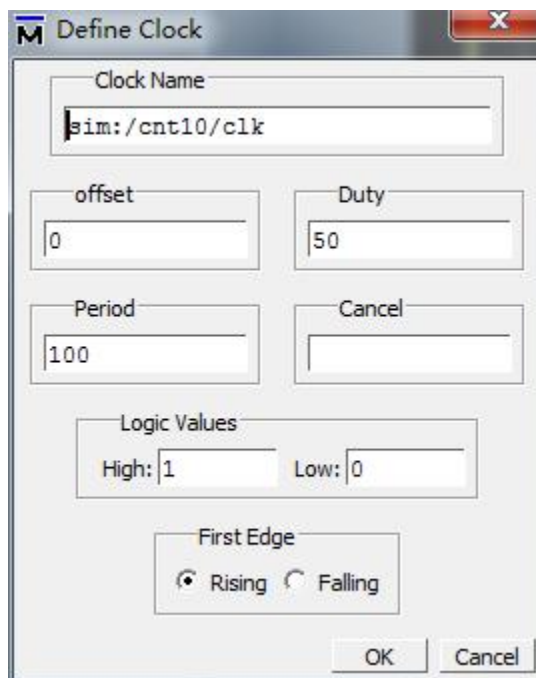 M Define Clock
Clock Name
sim:/cnt10/clk
offset
Duty
0
50
Period
Cancel
100
Logic Values
High: 1 Low: 0
First Edge
Rising Falling
OK Cancel